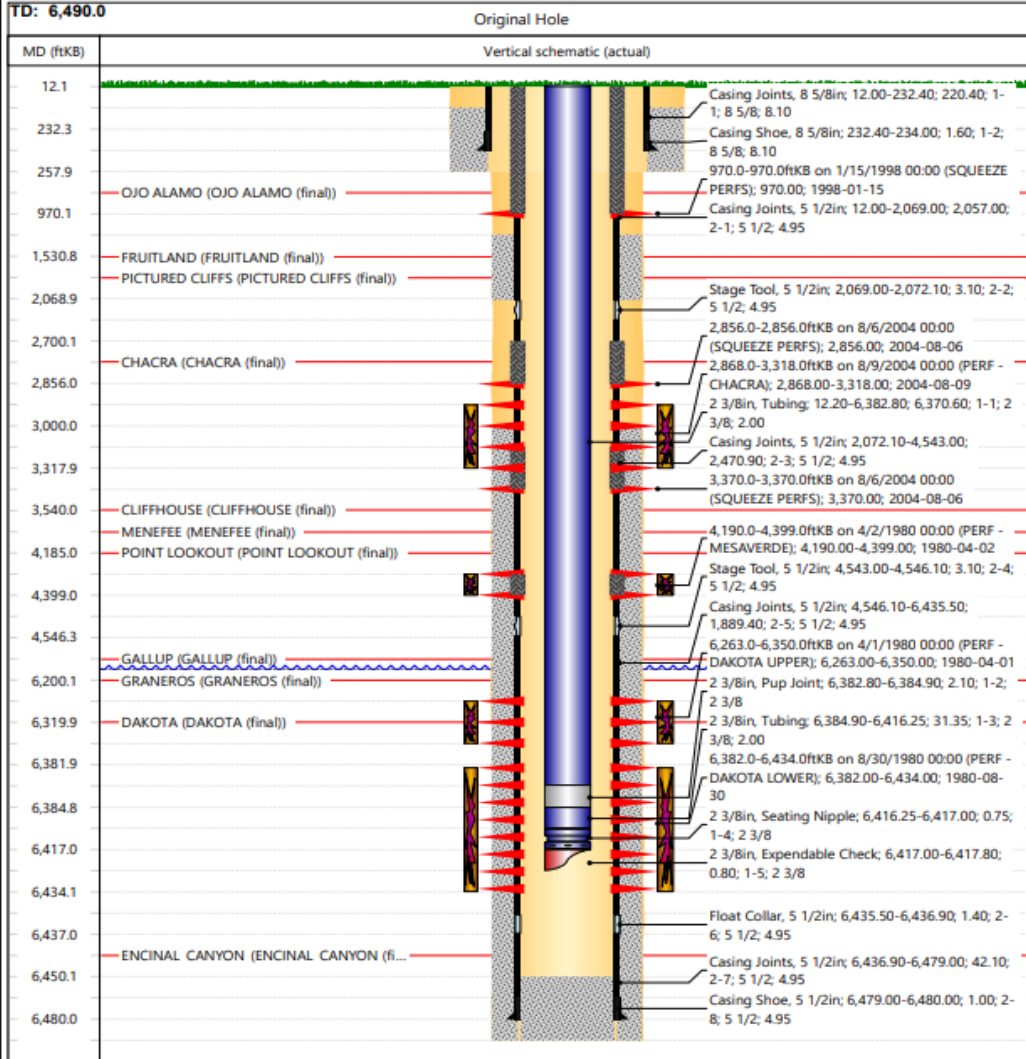 TD: 6,490.0
Original Hole
MD (ftKB)
Vertical schematic (actual)
12.1
232.3
257.9
970.1
1,530.8
2,068.9
2,700.1
2,856.0
3,000.0
3,317.9
3,540.0
4,185.0
4,399.0
4,546.3
6,200.1
6,319.9
6,381.9
6,384.8
6,417.0
6,434.1
6,437.0
6,450.1
6,480.0
OJO ALAMO (OJO ALAMO (final))
FRUITLAND (FRUITLAND (final))
PICTURED CLIFFS (PICTURED CLIFFS (final))
CHACRA (CHACRA (final))
CLIFFHOUSE (CLIFFHOUSE (final))
MENEFEE (MENEFEE (final))
POINT LOOKOUT (POINT LOOKOUT (final))
GALLUP (GALLUP (final))
GRANEROS (GRANEROS (final))
DAKOTA (DAKOTA (final))
ENCINAL CANYON (ENCINAL CANYON (fi...
Casing Joints, 8 5/8in; 12.00-232.40; 220.40; 1-
1; 8 5/8; 8.10
Casing Shoe, 8 5/8in; 232.40-234.00; 1.60; 1-2;
8 5/8; 8.10
970.0-970.0ftKB on 1/15/1998 00:00 (SQUEEZE
PERFS); 970.00; 1998-01-15
Casing Joints, 5 1/2in; 12.00-2,069.00; 2,057.00;
2-1; 5 1/2; 4.95
Stage Tool, 5 1/2in; 2,069.00-2,072.10; 3.10; 2-2;
5 1/2; 4.95
2,856.0-2,856.0ftKB on 8/6/2004 00:00
(SQUEEZE PERFS); 2,856.00; 2004-08-06
2,868.0-3,318.0ftKB on 8/9/2004 00:00 (PERF -
CHACRA); 2,868.00-3,318.00; 2004-08-09
2 3/8in, Tubing; 12.20-6,382.80; 6,370.60; 1-1; 2
3/8; 2.00
Casing Joints, 5 1/2in; 2,072.10-4,543.00;
2,470.90; 2-3; 5 1/2; 4.95
3,370.0-3,370.0ftKB on 8/6/2004 00:00
(SQUEEZE PERFS); 3,370.00; 2004-08-06
4,190.0-4,399.0ftKB on 4/2/1980 00:00 (PERF -
MESAVERDE); 4,190.00-4,399.00; 1980-04-02
Stage Tool, 5 1/2in; 4,543.00-4,546.10; 3.10; 2-4;
5 1/2; 4.95
Casing Joints, 5 1/2in; 4,546.10-6,435.50;
1,889.40; 2-5; 5 1/2; 4.95
6,263.0-6,350.0ftKB on 4/1/1980 00:00 (PERF -
DAKOTA UPPER); 6,263.00-6,350.00; 1980-04-01
2 3/8in, Pup Joint; 6,382.80-6,384.90; 2.10; 1-2;
2 3/8
2 3/8in, Tubing; 6,384.90-6,416.25; 31.35; 1-3; 2
3/8; 2.00
6,382.0-6,434.0ftKB on 8/30/1980 00:00 (PERF -
DAKOTA LOWER); 6,382.00-6,434.00; 1980-08-
30
2 3/8in, Seating Nipple; 6,416.25-6,417.00; 0.75;
1-4; 2 3/8
2 3/8in, Expendable Check; 6,417.00-6,417.80;
0.80; 1-5; 2 3/8
Float Collar, 5 1/2in; 6,435.50-6,436.90; 1.40; 2-
6; 5 1/2; 4.95
Casing Joints, 5 1/2in; 6,436.90-6,479.00; 42.10;
2-7; 5 1/2; 4.95
Casing Shoe, 5 1/2in; 6,479.00-6,480.00; 1.00; 2-
8; 5 1/2; 4.95